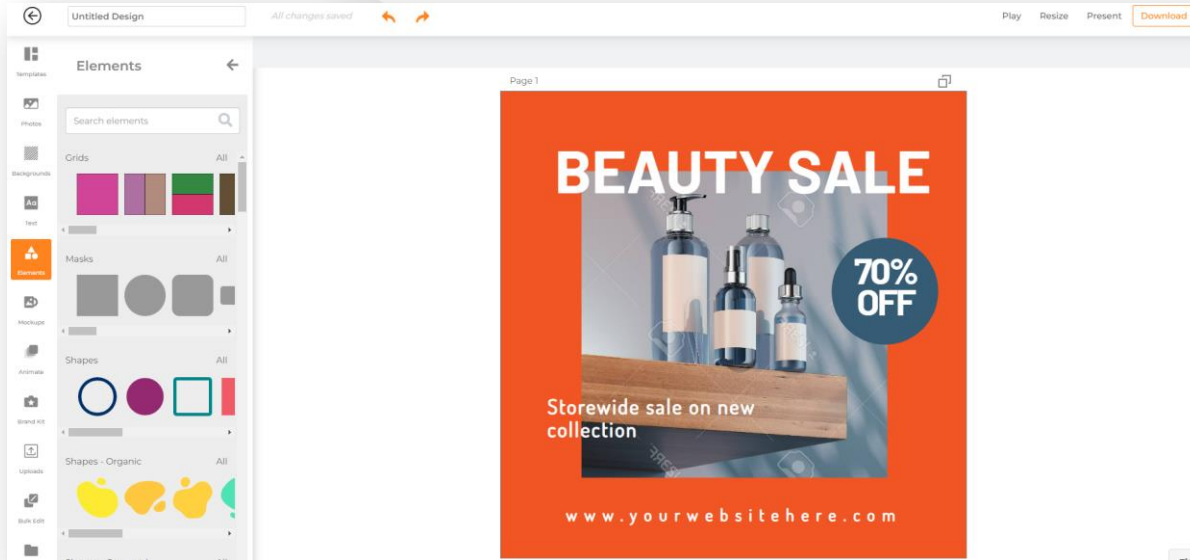 Untitled Design
All changes saved
Play Resize Present Download
Templates
Photos
Backgrounds
Text
Elements
Mockups
Animate
Brand Kit
Uploads
Bulk Edit
Elements
Search elements
Grids All
Masks All
Shapes All
Shapes - Organic All
Page 1
BEAUTY SALE
70%
OFF
Storewide sale on new
collection
www.yourwebsitehere.com